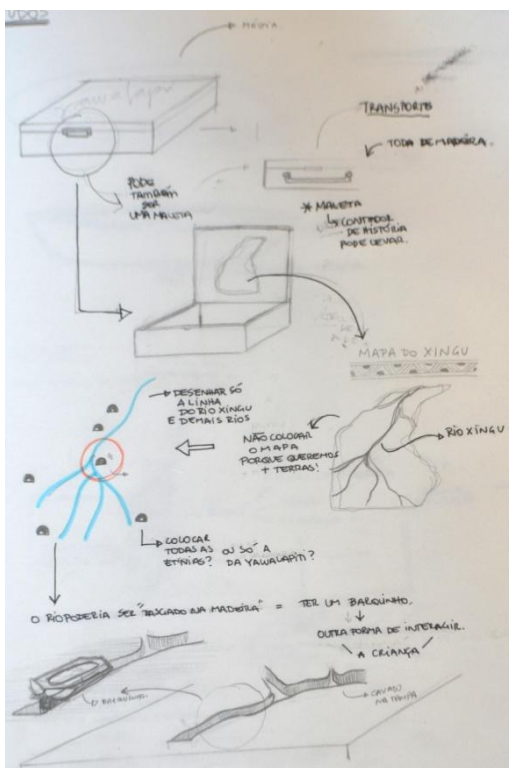 MÉDIA.
TRANSPORTE
TODA DE MADEIRA.
PODE
TAMBÉM
SER
UMA MALETA
* MALETA
CONTADOR
DE HISTÓRIA
PODE LEVAR.
MAPA DO XINGU
DESENHAR SÓ
A LINHA
DO RIO XINGU
E DEMAIS RIOS
NÃO COLOCAR
O MAPA
PORQUE QUEREMOS
+ TERRAS!
RIO XINGU
COLOCAR
TODAS AS OU SÓ A
ETNIAS? DA YAWALAPITI?
O RIO PODERIA SER "RASGADO NA MADEIRA" = TER UM BARQUINHO.
OUTRA FORMA DE INTERAGIR.
A CRIANÇA
O BARQUINHO
CAVADO
NA TAMPA